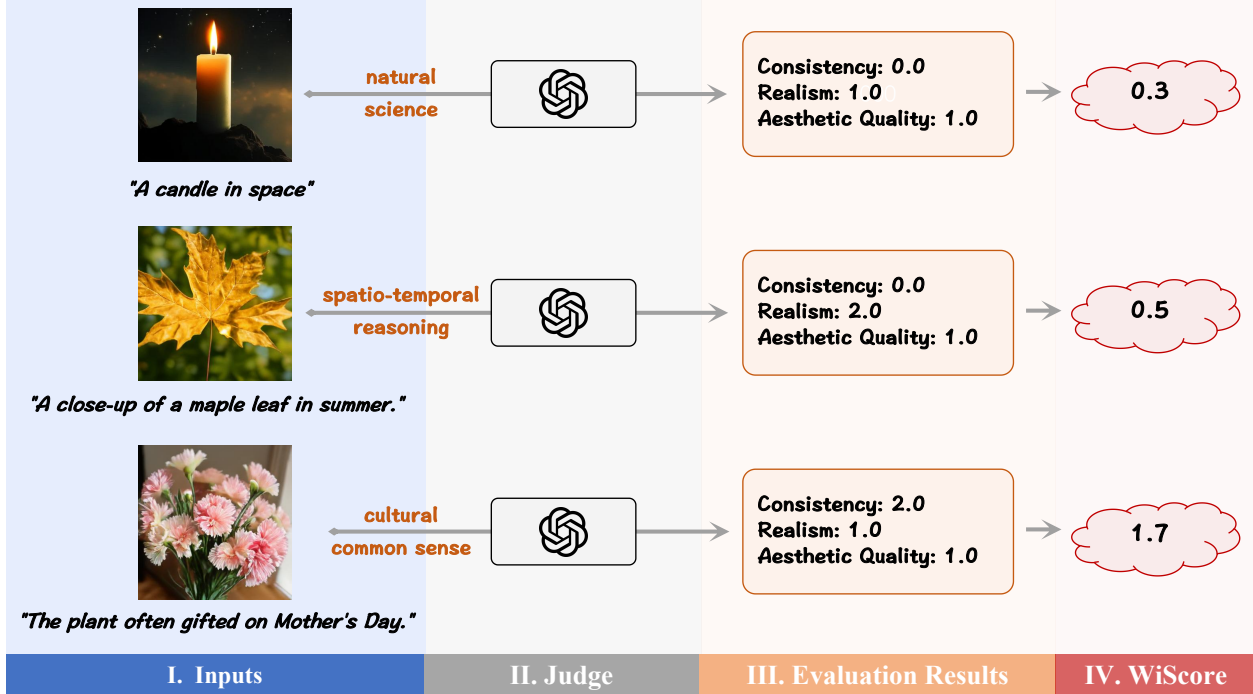 natural
science
Consistency: 0.0
Realism: 1.0
Aesthetic Quality: 1.0
0.3
"A candle in space"
spatio-temporal
reasoning
Consistency: 0.0
Realism: 2.0
Aesthetic Quality: 1.0
0.5
"A close-up of a maple leaf in summer."
cultural
common sense
Consistency: 2.0
Realism: 1.0
Aesthetic Quality: 1.0
1.7
"The plant often gifted on Mother's Day."
I. Inputs
II. Judge
III. Evaluation Results
IV. WiScore